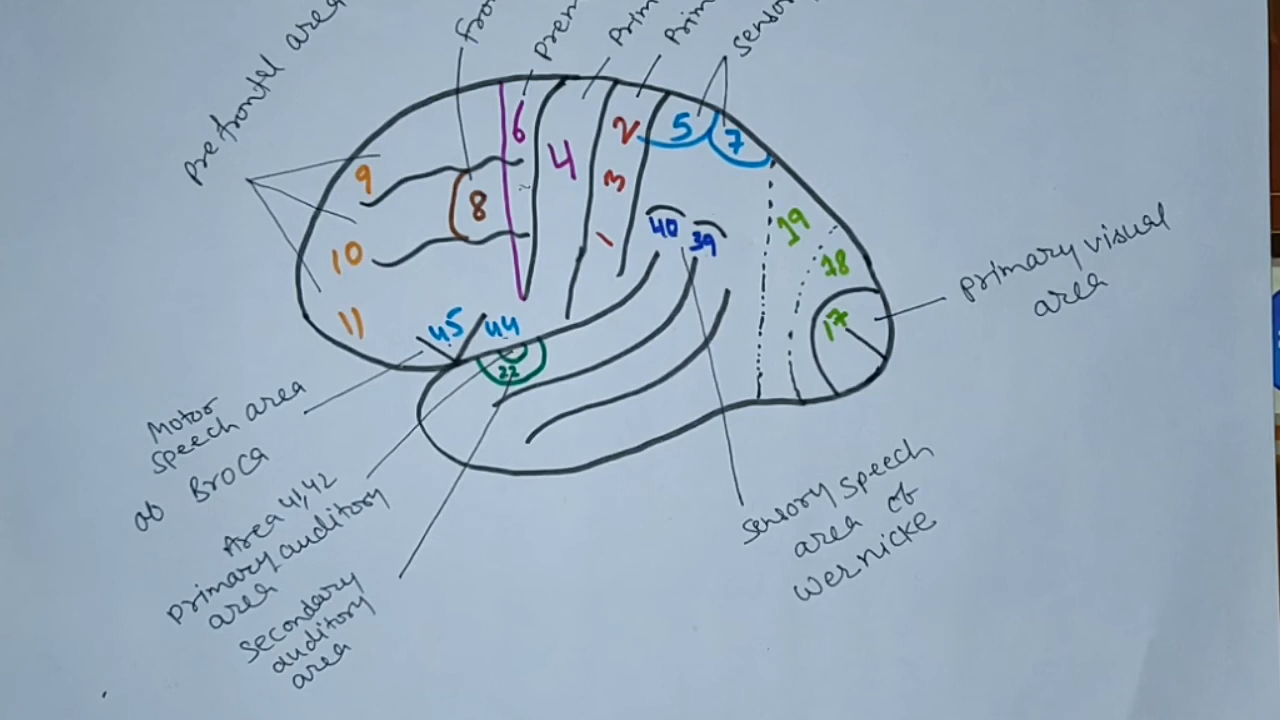 Prefrontal area
6
4
2
3
1
5
7
9
8
10
11
40
39
19
18
17
45
44
22
primary visual
area
Motor
speech area
of Broca
Area 41,42
primary auditory
area
secondary
auditory
area
sensory speech
area of
wernicke